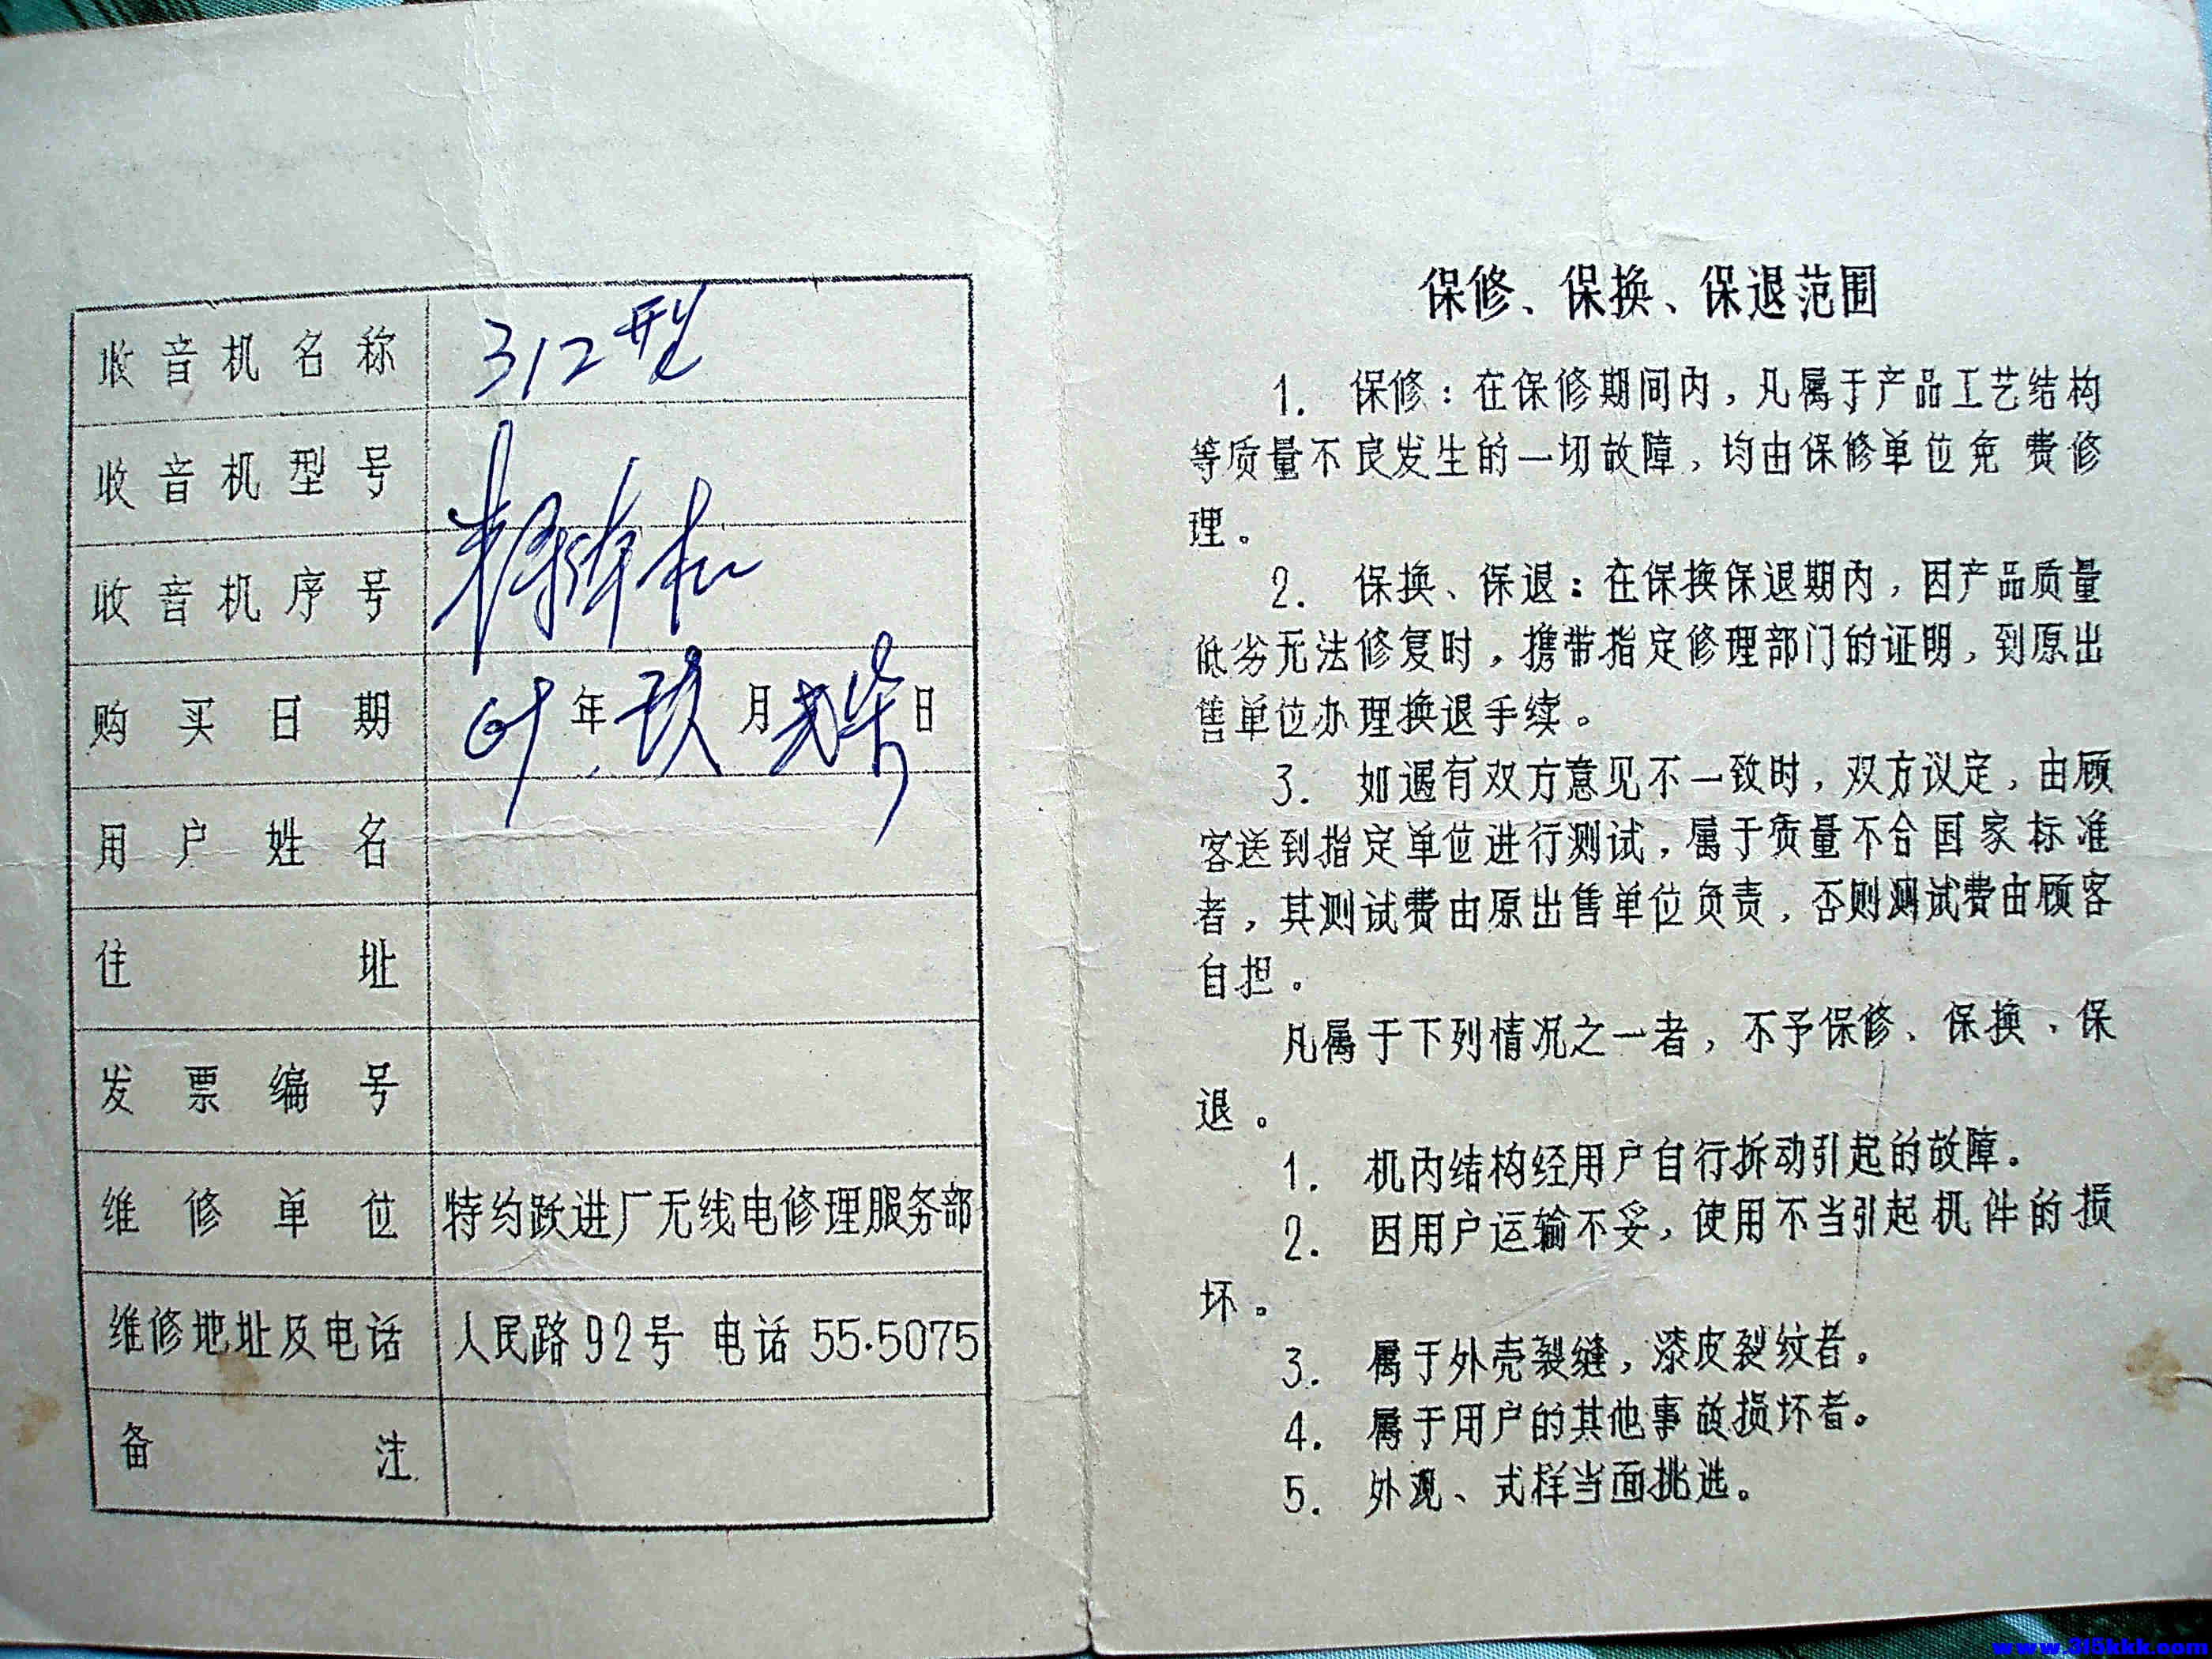 收音机名称 312型
收音机型号
收音机序号
购买日期 年 玖 月 日
用户姓名
住址
发票编号
维修单位 特约跃进厂无线电修理服务部
维修地址及电话 人民路92号 电话55.5075
备注
保修、保换、保退范围
1. 保修：在保修期间内，凡属于产品工艺结构
等质量不良发生的一切故障，均由保修单位免费修
理。
2. 保换、保退：在保换保退期内，因产品质量
低劣无法修复时，携带指定修理部门的证明，到原出
售单位办理换退手续。
3. 如遇有双方意见不一致时，双方议定，由顾
客送到指定单位进行测试，属于质量不合国家标准
者，其测试费由原出售单位负责，否则测试费由顾客
自担。
凡属于下列情况之一者，不予保修、保换、保
退。
1. 机内结构经用户自行拆动引起的故障。
2. 因用户运输不妥，使用不当引起机件的损
坏。
3. 属于外壳裂缝，漆皮裂纹者。
4. 属于用户的其他事故损坏者。
5. 外观、式样当面挑选。
www.315kkk.com